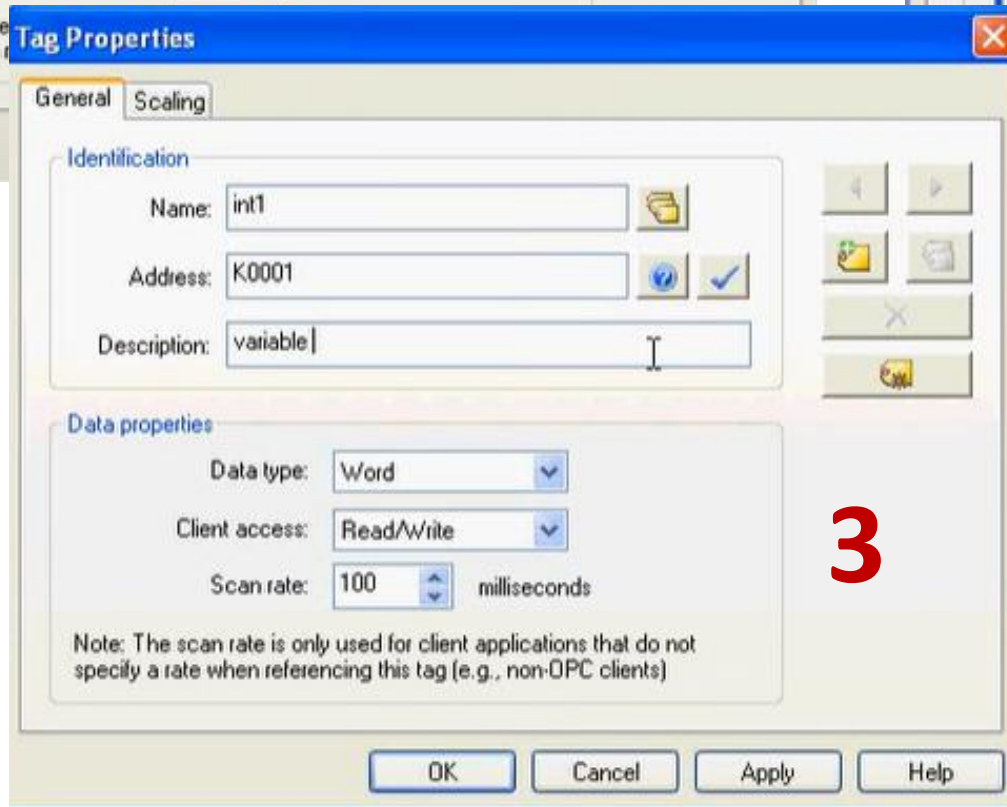 Tag Properties
General Scaling
Identification
Name: int1
Address: K0001
Description: variable
Data properties
Data type: Word
Client access: Read/Write
Scan rate: 100 milliseconds
3
Note: The scan rate is only used for client applications that do not
specify a rate when referencing this tag (e.g., non-OPC clients)
OK Cancel Apply Help